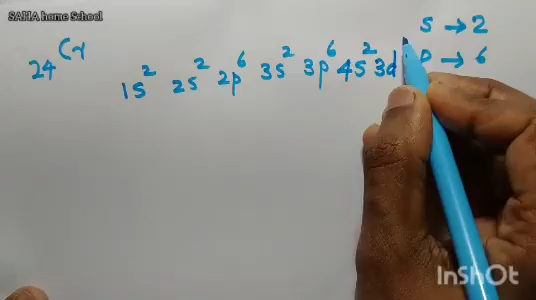 SAHA home School
S → 2
24 Cr
1s² 2s² 2p⁶ 3s² 3p⁶ 4s² 3d
P → 6
InShOt